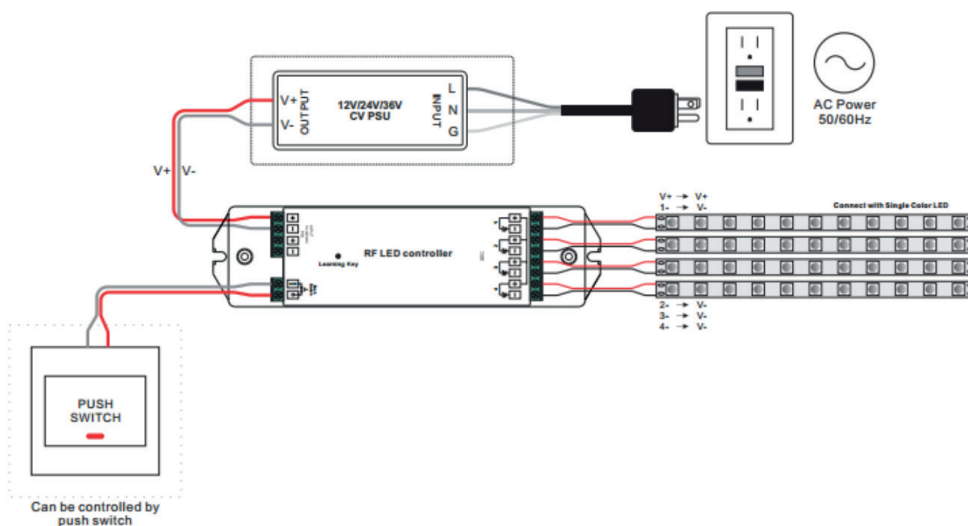 12V/24V/36V
CV PSU
V+
V-
OUTPUT
INPUT
L
N
G
AC Power
50/60Hz
V+
V-
RF LED controller
Learning Key
V+ → V+
1- → V-
Connect with Single Color LED
2- → V-
3- → V-
4- → V-
PUSH
SWITCH
Can be controlled by
push switch